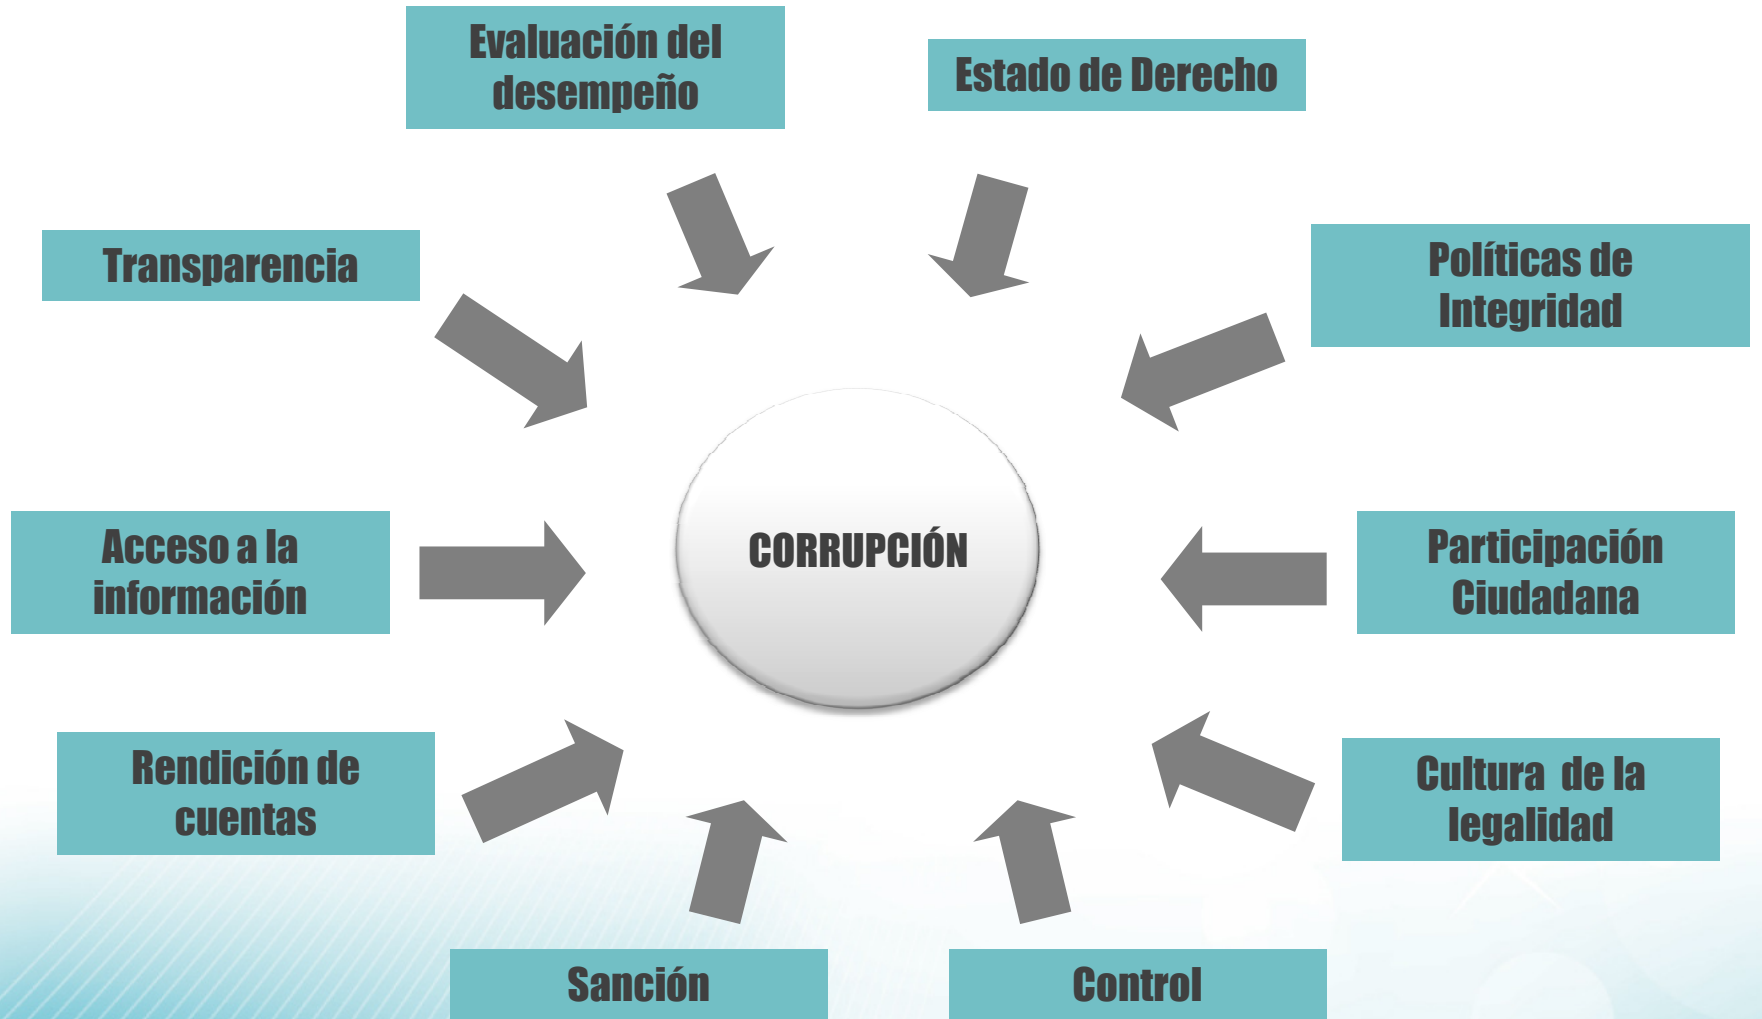 Evaluación del
desempeño
Estado de Derecho
Transparencia
Políticas de
Integridad
Acceso a la
información
CORRUPCIÓN
Participación
Ciudadana
Rendición de
cuentas
Cultura  de la
legalidad
Sanción
Control